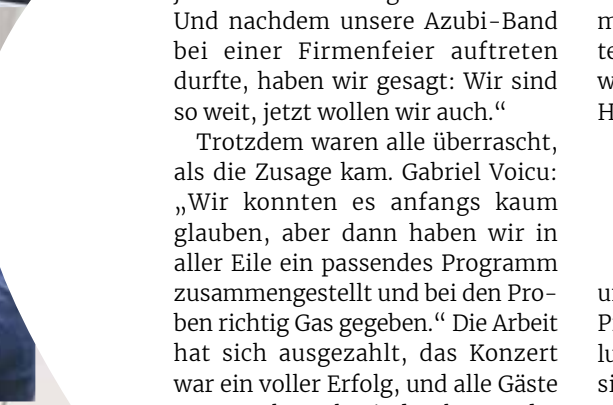 Und nachdem unsere Azubi-Band
bei einer Firmenfeier auftreten
durfte, haben wir gesagt: Wir sind
so weit, jetzt wollen wir auch.“
Trotzdem waren alle überrascht,
als die Zusage kam. Gabriel Voicu:
„Wir konnten es anfangs kaum
glauben, aber dann haben wir in
aller Eile ein passendes Programm
zusammengestellt und bei den Pro-
ben richtig Gas gegeben.“ Die Arbeit
hat sich ausgezahlt, das Konzert
war ein voller Erfolg, und alle Gäste